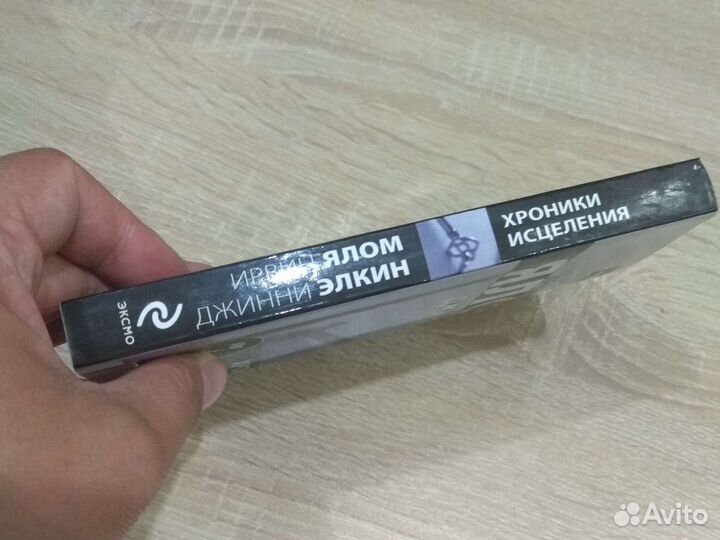 ЭКСМО
ИРВИН ЯЛОМ
ДЖИННИ ЭЛКИН
ХРОНИКИ
ИСЦЕЛЕНИЯ
Avito